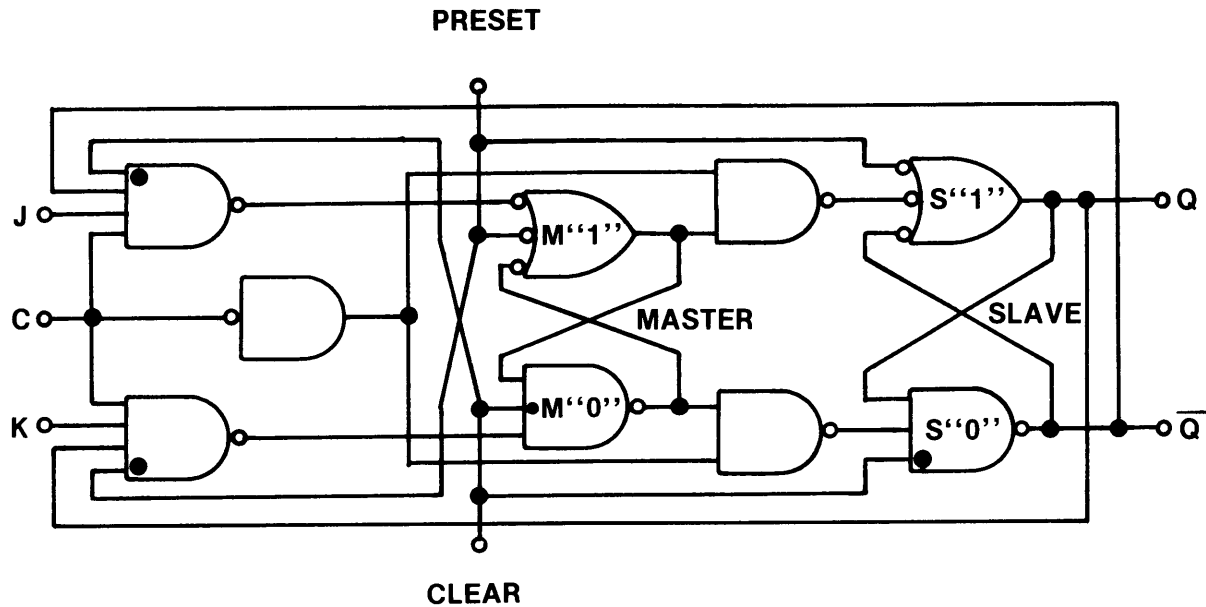 PRESET
J
M“1”
S“1”
Q
C
MASTER
SLAVE
K
M“0”
S“0”
Q̅
CLEAR